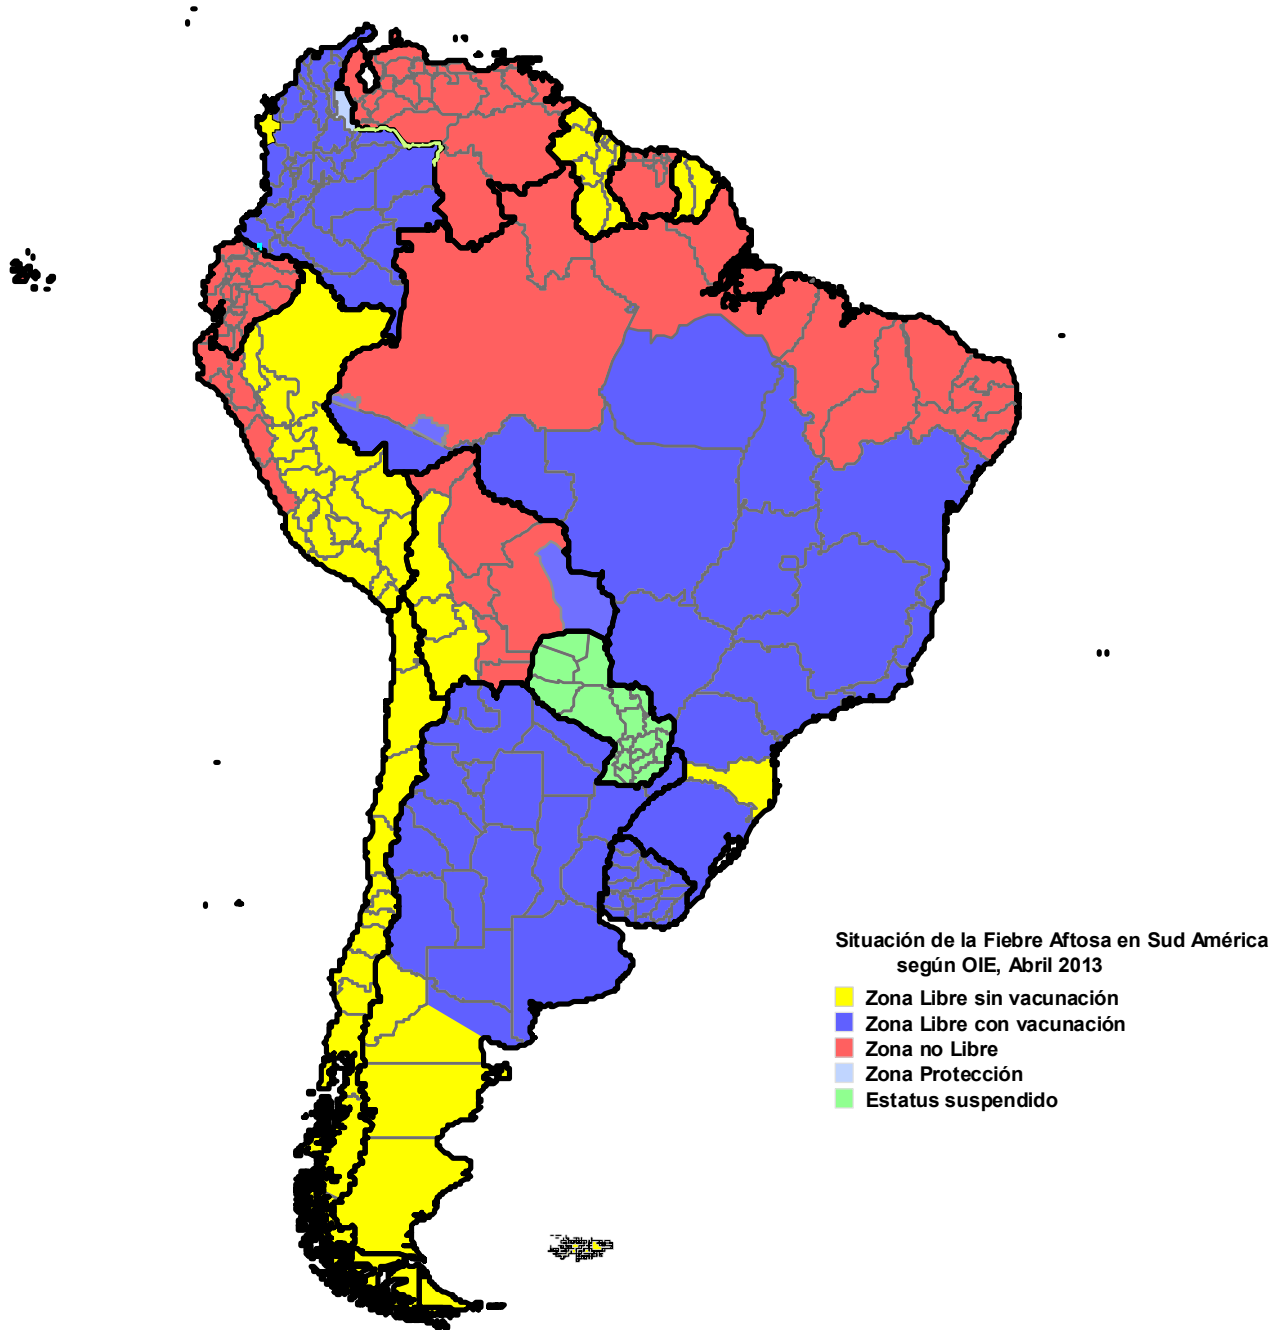 Situación de la Fiebre Aftosa en Sud América
según OIE, Abril 2013
Zona Libre sin vacunación
Zona Libre con vacunación
Zona no Libre
Zona Protección
Estatus suspendido